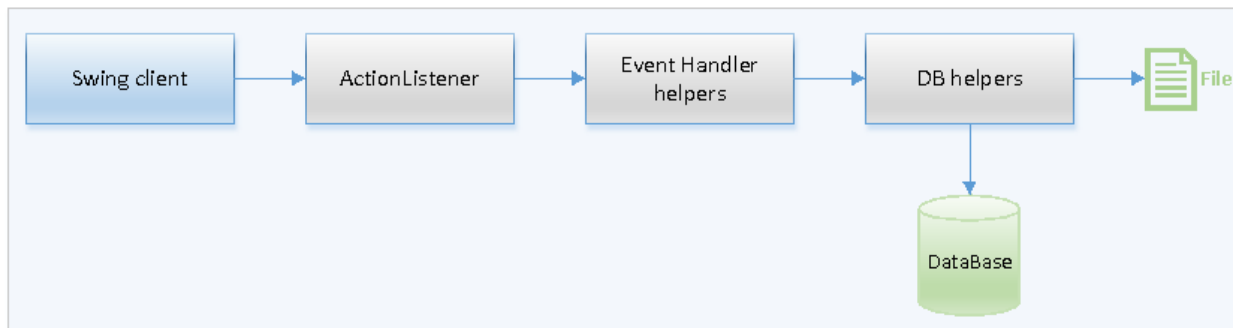 Swing client
ActionListener
Event Handler
helpers
DB helpers
File
DataBase